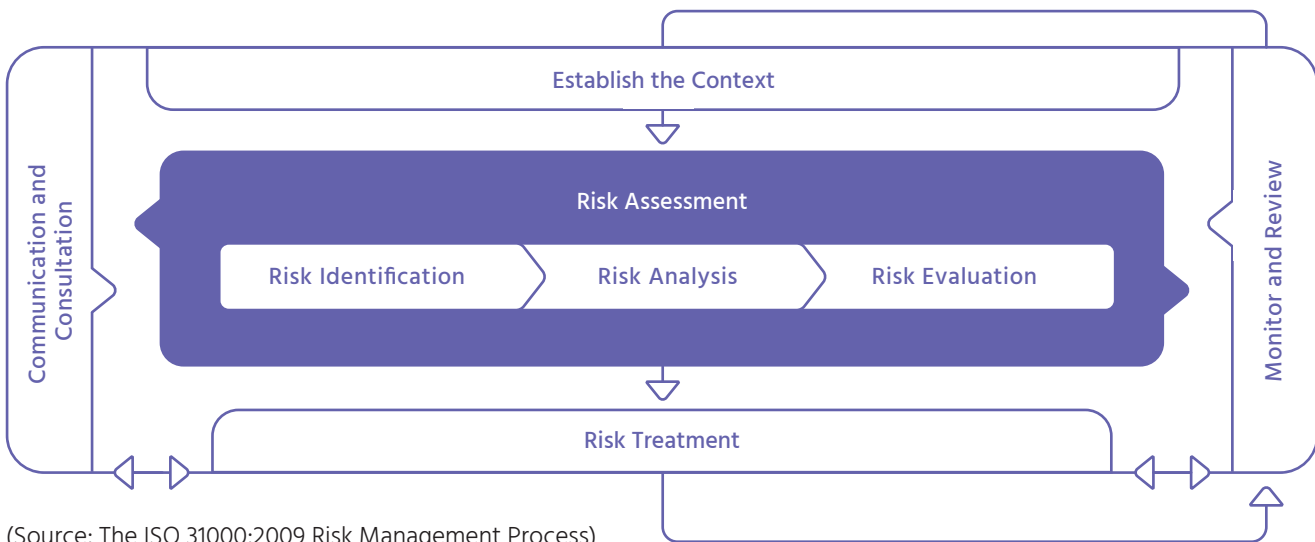 Establish the Context
Communication and
Consultation
Risk Assessment
Risk Identification
Risk Analysis
Risk Evaluation
Monitor and Review
Risk Treatment
(Source: The ISO 31000:2009 Risk Management Process)